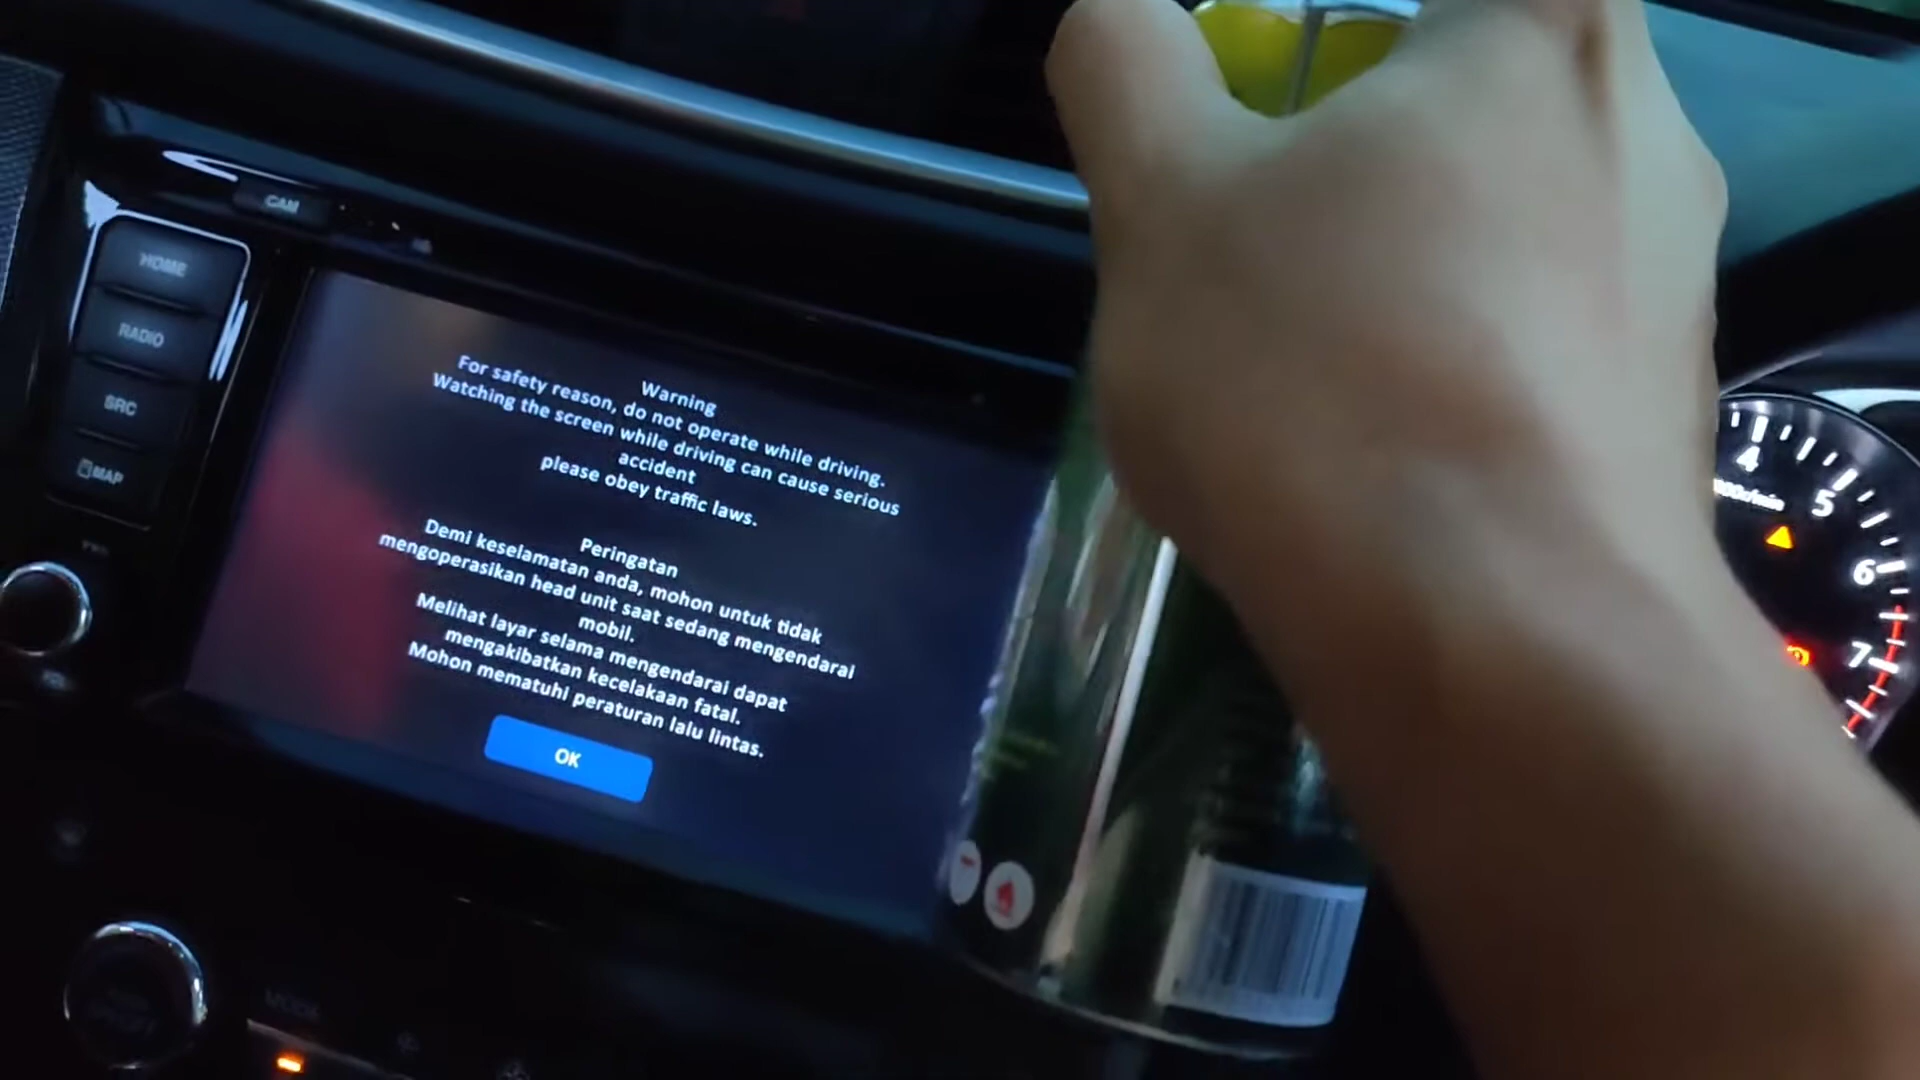 CAM
HOME
RADIO
SRC
MAP
Warning
For safety reason, do not operate while driving.
Watching the screen while driving can cause serious
accident
please obey traffic laws.
Peringatan
Demi keselamatan anda, mohon untuk tidak
mengoperasikan head unit saat sedang mengendarai
mobil.
Melihat layar selama mengendarai dapat
mengakibatkan kecelakaan fatal.
Mohon mematuhi peraturan lalu lintas.
OK
4
5
6
7
MODE